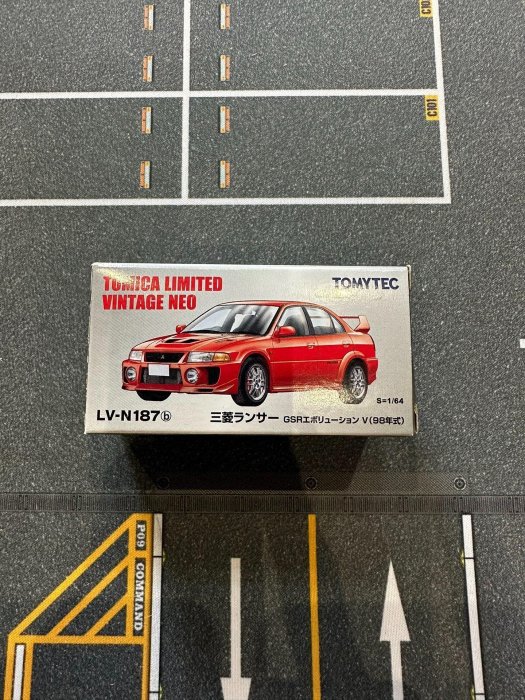 C10
C101
TOMICA LIMITED
VINTAGE NEO
TOMYTEC
S=1/64
LV-N187ⓑ
三菱ランサー GSRエボリューション V(98年式)
P09 COMMAND